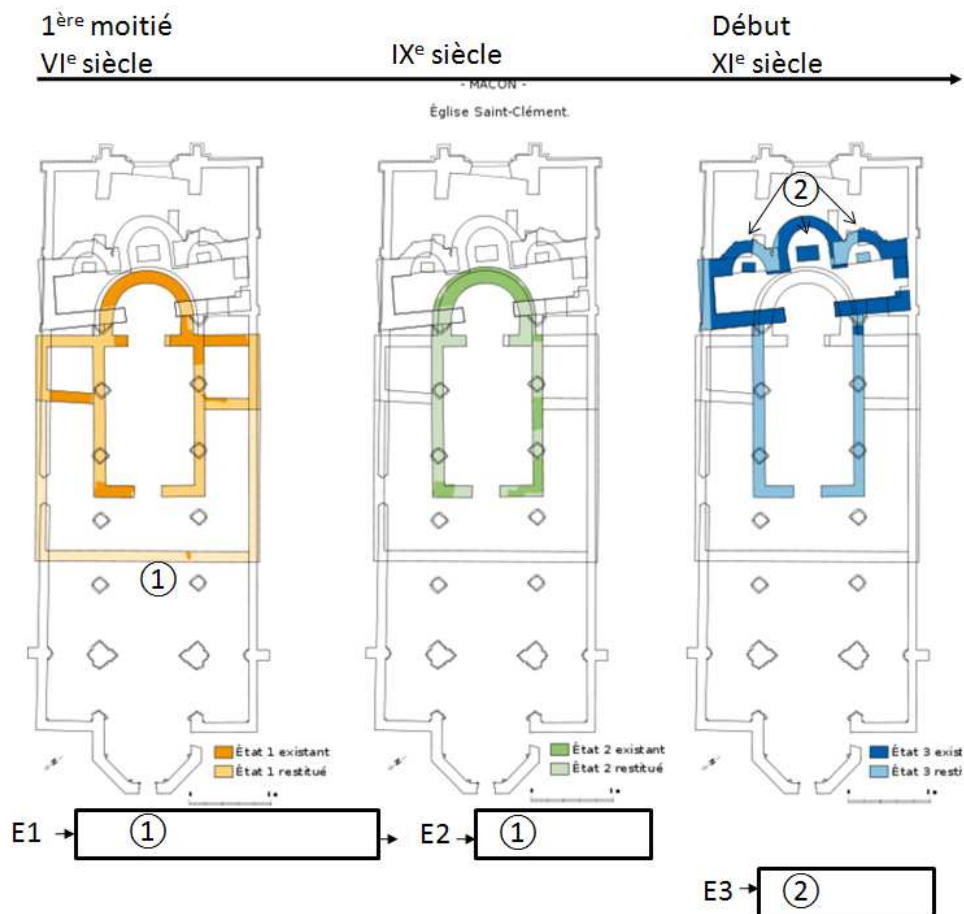 1ère moitié
VIe siècle
IXe siècle
Début
XIe siècle
- MACON -
Église Saint-Clément.
2
1
État 1 existant
État 1 restitué
État 2 existant
État 2 restitué
État 3 exist
État 3 resti
E1
1
E2
1
E3
2